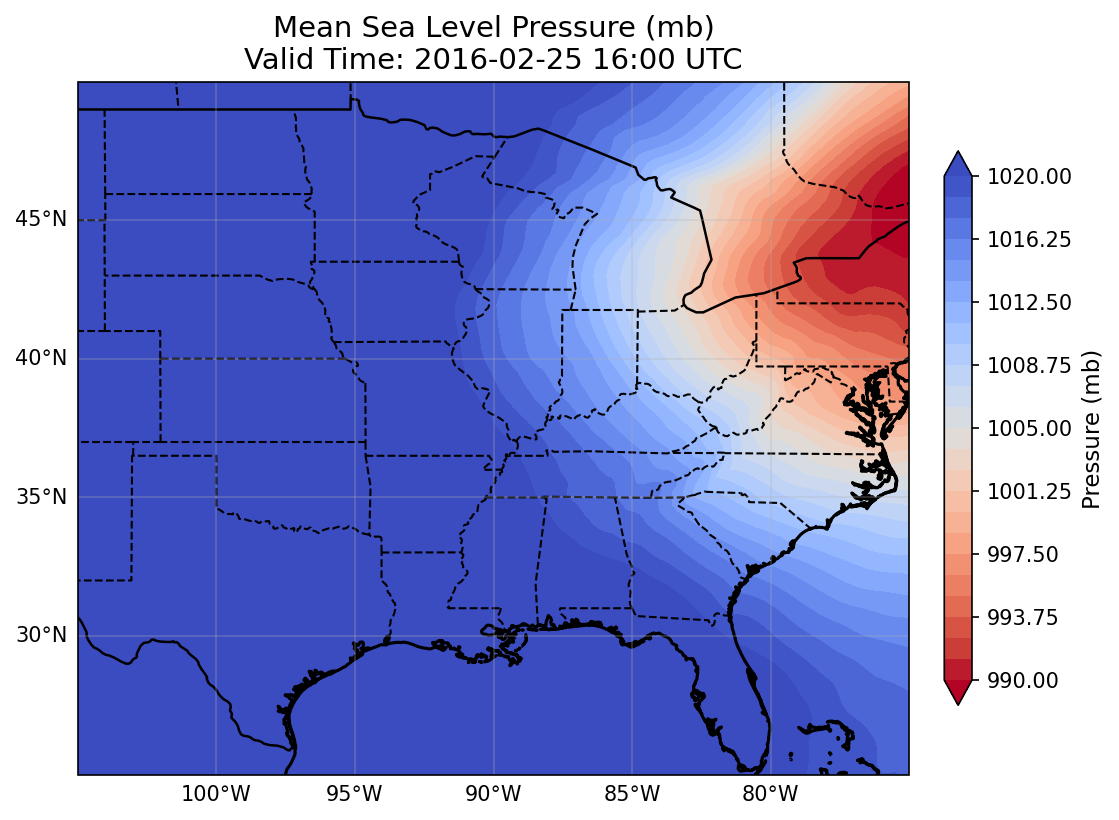 Mean Sea Level Pressure (mb)
Valid Time: 2016-02-25 16:00 UTC
45°N
40°N
35°N
30°N
100°W
95°W
90°W
85°W
80°W
1020.00
1016.25
1012.50
1008.75
1005.00
1001.25
997.50
993.75
990.00
Pressure (mb)